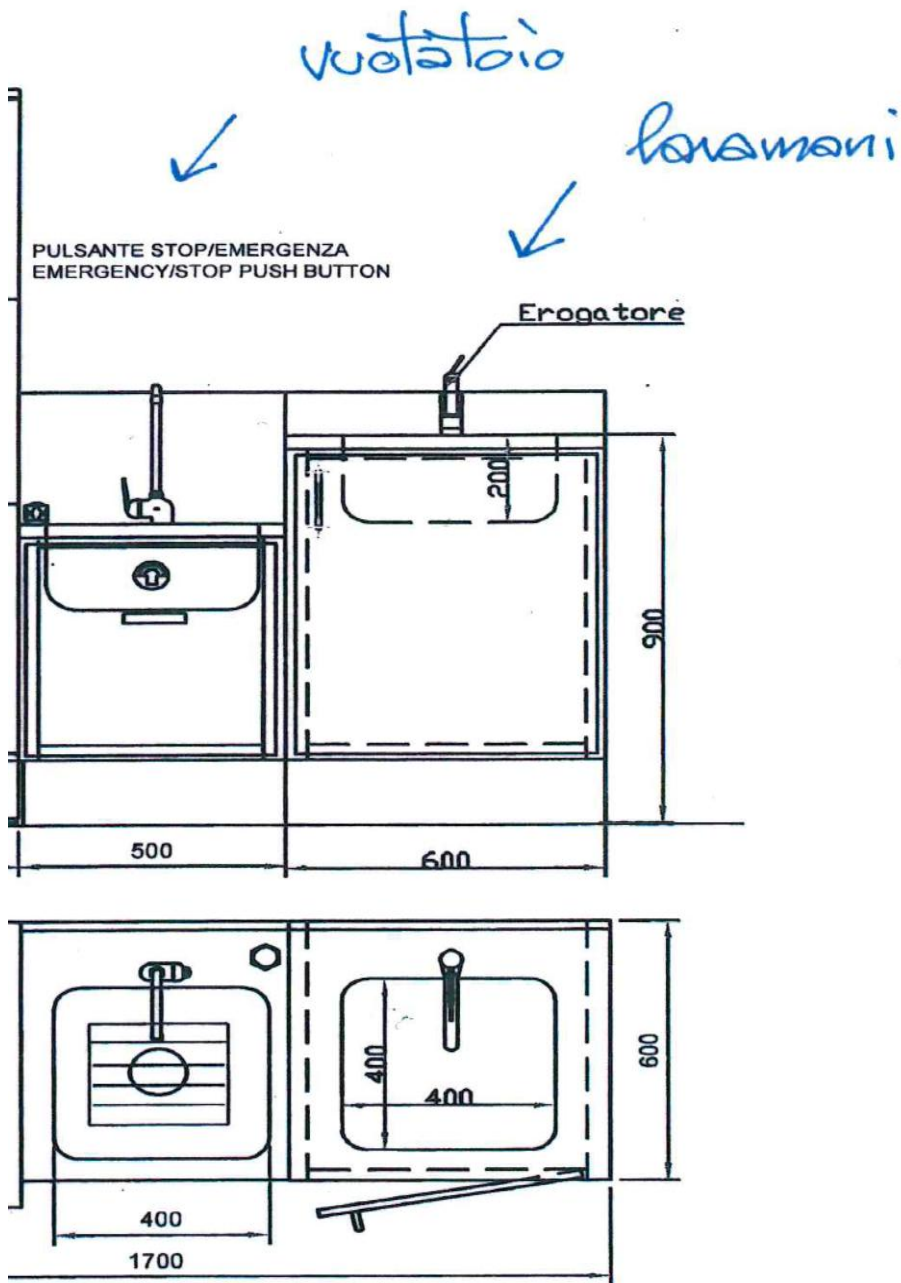 vuotatoio
lavamani
PULSANTE STOP/EMERGENZA
EMERGENCY/STOP PUSH BUTTON
Erogatore
200
900
500
600
400
400
600
400
1700